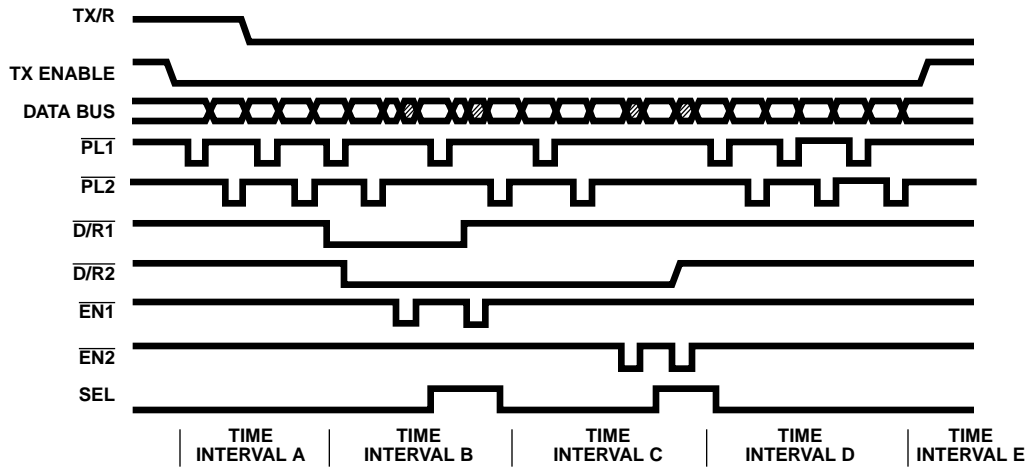 TX/R
TX ENABLE
DATA BUS
PL1
PL2
D/R1
D/R2
EN1
EN2
SEL
TIME
INTERVAL A
TIME
INTERVAL B
TIME
INTERVAL C
TIME
INTERVAL D
TIME
INTERVAL E